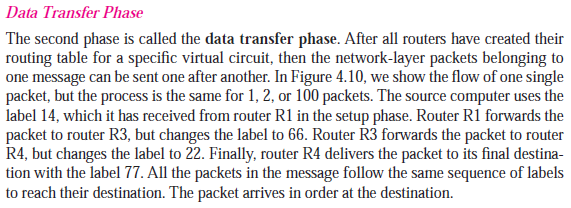 Data Transfer Phase
The second phase is called the data transfer phase. After all routers have created their
routing table for a specific virtual circuit, then the network-layer packets belonging to
one message can be sent one after another. In Figure 4.10, we show the flow of one single
packet, but the process is the same for 1, 2, or 100 packets. The source computer uses the
label 14, which it has received from router R1 in the setup phase. Router R1 forwards the
packet to router R3, but changes the label to 66. Router R3 forwards the packet to router
R4, but changes the label to 22. Finally, router R4 delivers the packet to its final destina-
tion with the label 77. All the packets in the message follow the same sequence of labels
to reach their destination. The packet arrives in order at the destination.